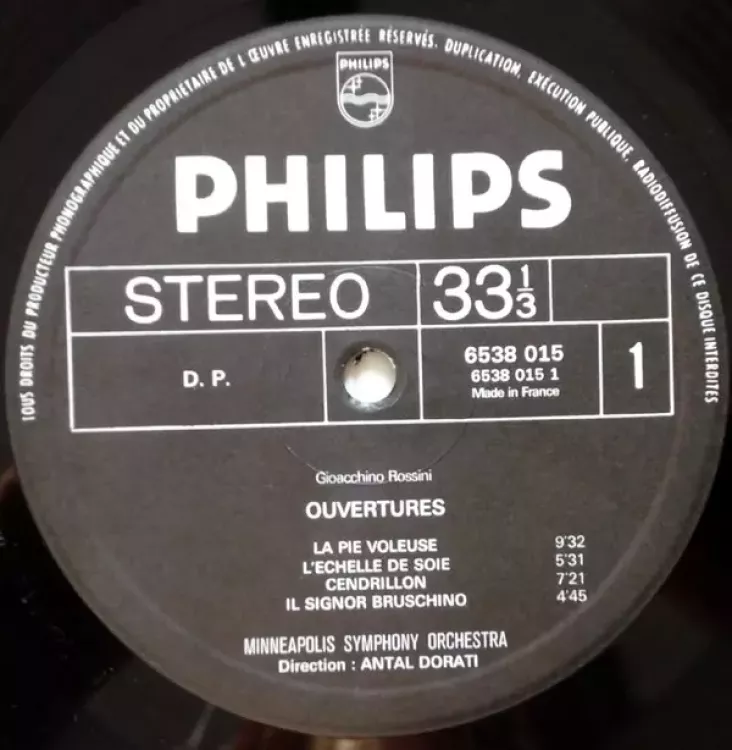 TOUS DROITS DU PRODUCTEUR PHONOGRAPHIQUE ET DU PROPRIÉTAIRE DE L'ŒUVRE ENREGISTRÉE RÉSERVÉS. DUPLICATION, EXÉCUTION PUBLIQUE, RADIODIFFUSION DE CE DISQUE INTERDITES
PHILIPS
PHILIPS
STEREO 33 1/3
D. P.
6538 015
6538 015 1
Made in France
1
Gioacchino Rossini
OUVERTURES
LA PIE VOLEUSE 9'32
L'ECHELLE DE SOIE 5'31
CENDRILLON 7'21
IL SIGNOR BRUSCHINO 4'45
MINNEAPOLIS SYMPHONY ORCHESTRA
Direction : ANTAL DORATI